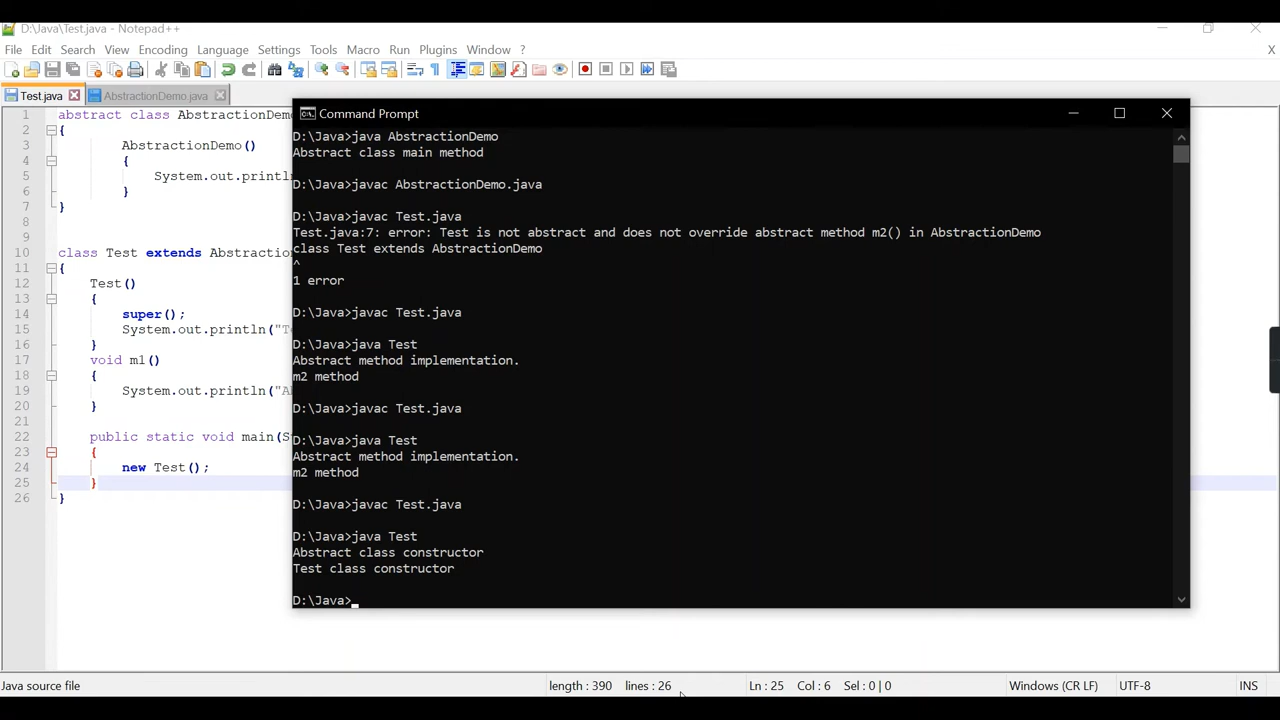 D:\Java\Test.java - Notepad++
File Edit Search View Encoding Language Settings Tools Macro Run Plugins Window ? X
Test.java AbstractionDemo.java
1 abstract class AbstractionDemo
2 {
3 AbstractionDemo()
4 {
5 System.out.println
6 }
7 }
8
9
10 class Test extends Abstraction
11 {
12 Test()
13 {
14 super();
15 System.out.println("Te
16 }
17 void m1()
18 {
19 System.out.println("A
20 }
21
22 public static void main(S
23 {
24 new Test();
25 }
26 }
Command Prompt
D:\Java>java AbstractionDemo
Abstract class main method
D:\Java>javac AbstractionDemo.java
D:\Java>javac Test.java
Test.java:7: error: Test is not abstract and does not override abstract method m2() in AbstractionDemo
class Test extends AbstractionDemo
^
1 error
D:\Java>javac Test.java
D:\Java>java Test
Abstract method implementation.
m2 method
D:\Java>javac Test.java
D:\Java>java Test
Abstract method implementation.
m2 method
D:\Java>javac Test.java
D:\Java>java Test
Abstract class constructor
Test class constructor
D:\Java>
Java source file length : 390 lines : 26 Ln : 25 Col : 6 Sel : 0 | 0 Windows (CR LF) UTF-8 INS